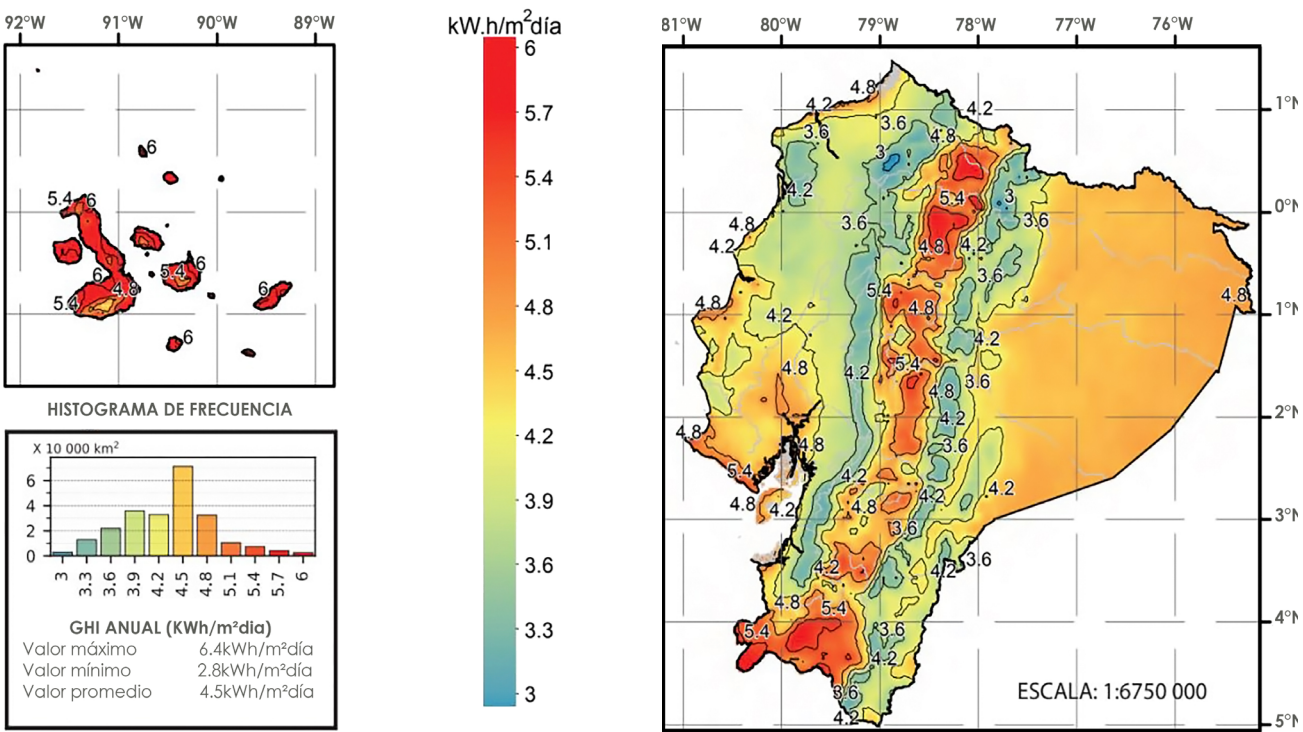 92°W 91°W 90°W 89°W
6
5.4 6
6
5.4
6
4.8
5.4
6
6
HISTOGRAMA DE FRECUENCIA
X 10 000 km²
6
4
2
0
3 3.3 3.6 3.9 4.2 4.5 4.8 5.1 5.4 5.7 6
GHI ANUAL (KWh/m²dia)
Valor máximo 6.4kWh/m²día
Valor mínimo 2.8kWh/m²día
Valor promedio 4.5kWh/m²día
kW.h/m²día
6
5.7
5.4
5.1
4.8
4.5
4.2
3.9
3.6
3.3
3
81°W 80°W 79°W 78°W 77°W 76°W
4.8
4.2 4.2
3.6 3.6 4.8
3
4.2 5.4 3
4.8 3.6 3.6
4.2 4.8 4.2
3.6
5.4 4.8
4.8 4.8
4.2 4.2
5.4
4.8 4.2 3.6
4.8
4.2
4.8 4.8 3.6
5.4 4.2
4.8 4.2 4.8 4.2 4.2
3.6
4.2 4.2 3.6
4.8 5.4
5.4 3.6
4.2
3.6
4.2
1°N
0°N
1°N
2°N
3°N
4°N
5°N
ESCALA: 1:6750 000